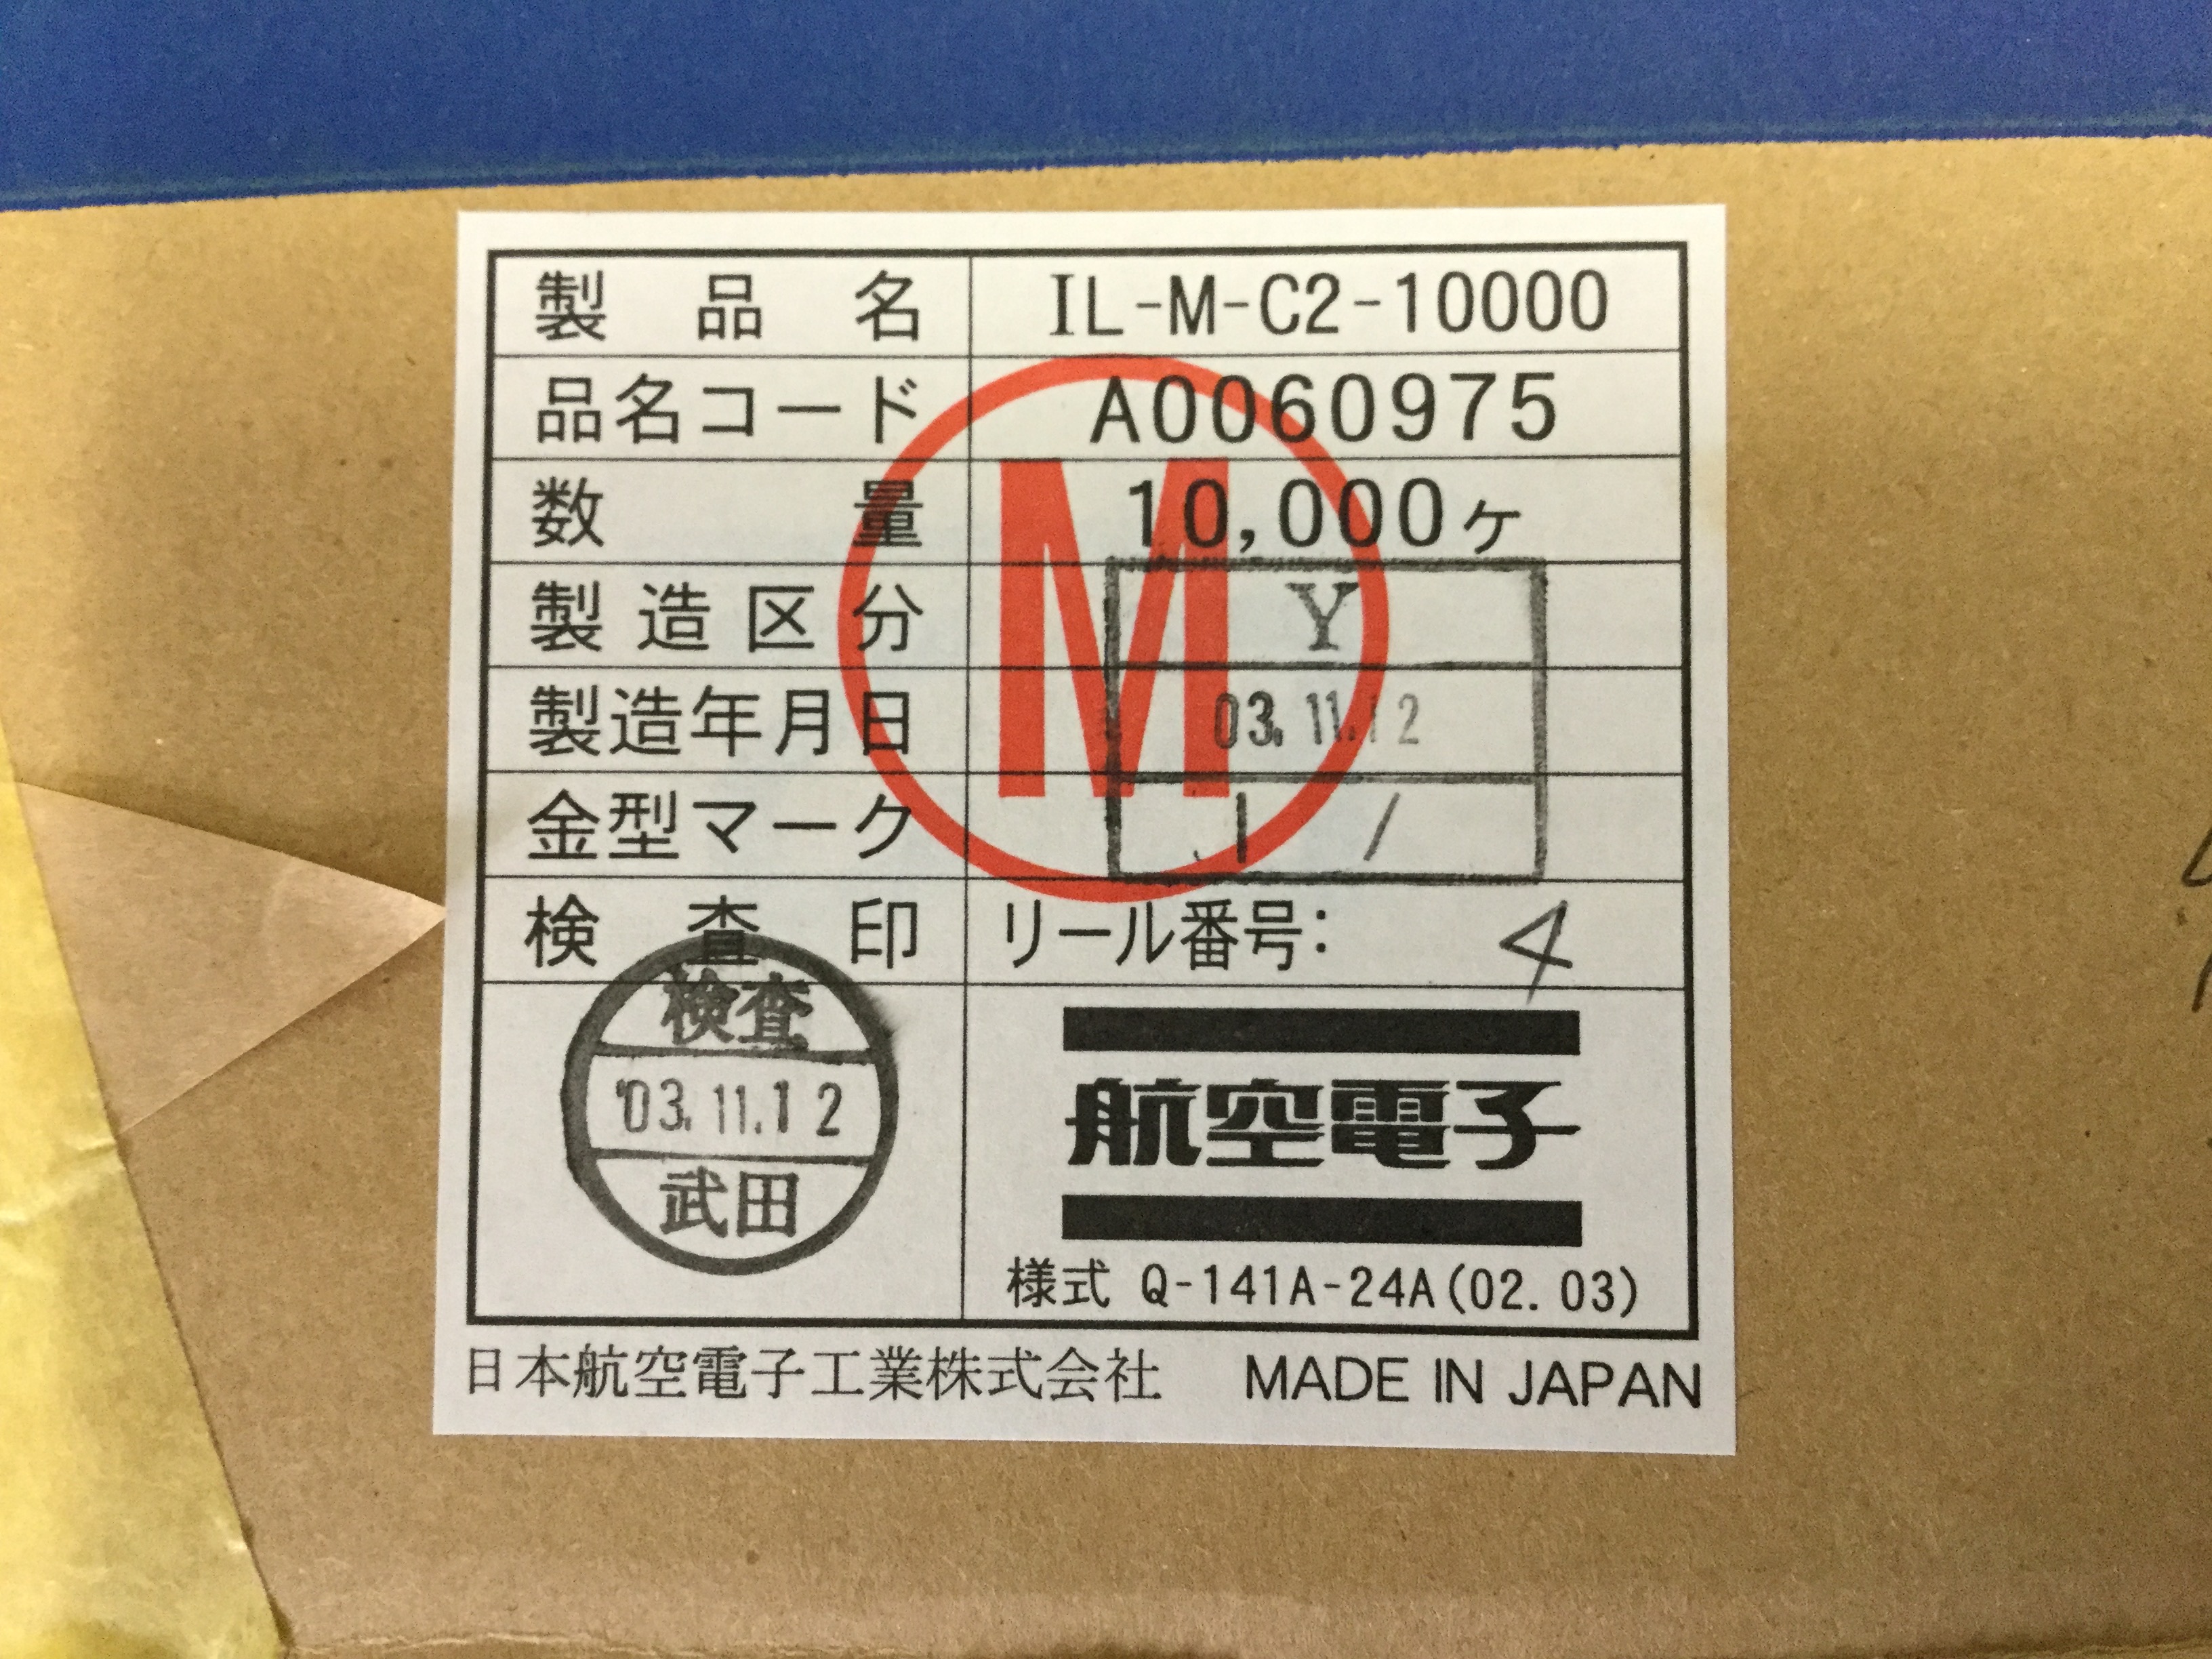 製品名 IL-M-C2-10000
品名コード A0060975
数量 10,000ヶ
製造区分 Y
製造年月日 03.11.12
金型マーク 1 /
検査印 リール番号: 4
M
検査
'03.11.12
武田
航空電子
様式 Q-141A-24A(02.03)
日本航空電子工業株式会社 MADE IN JAPAN